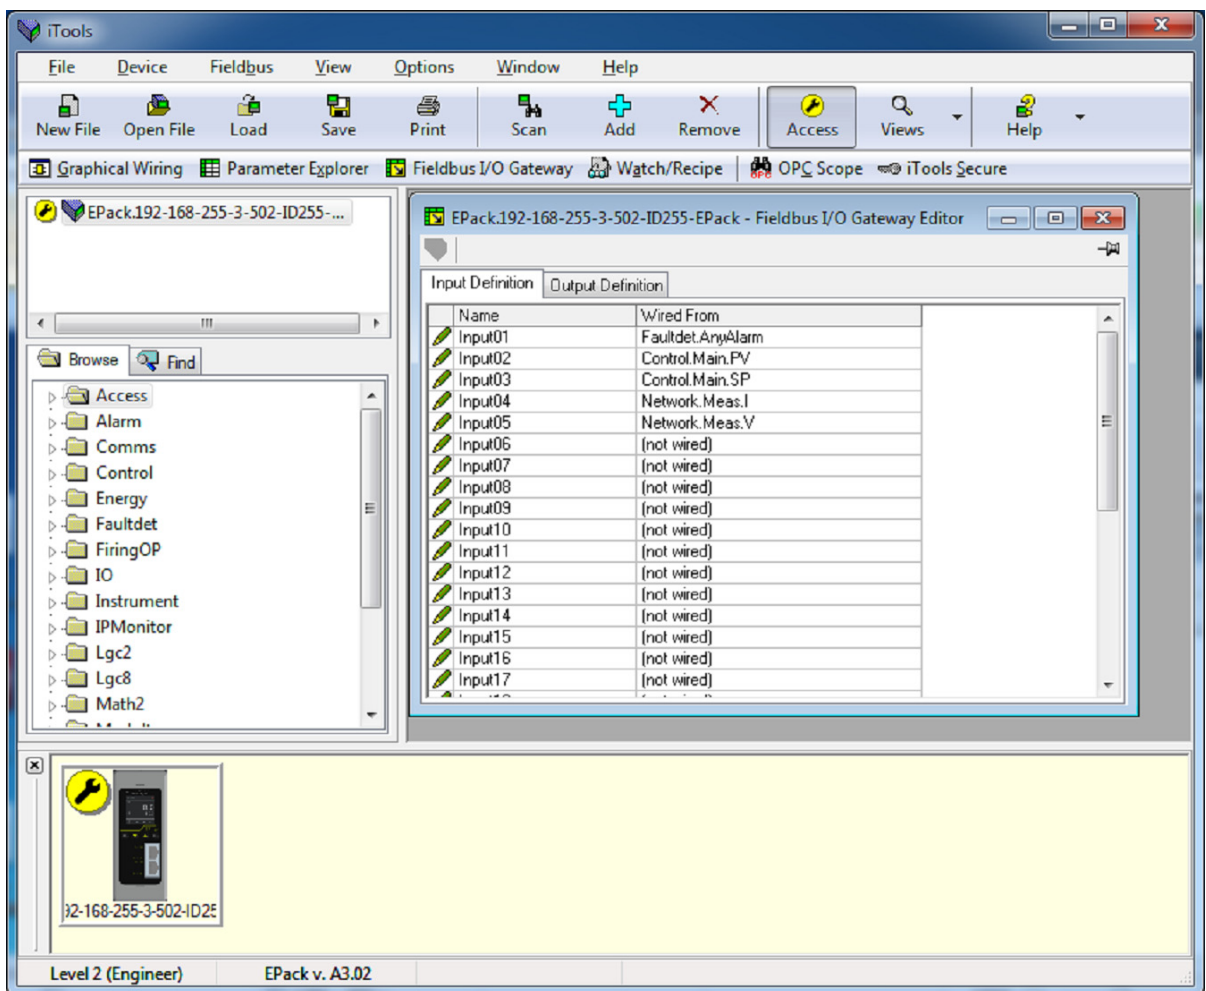 iTools
File Device Fieldbus View Options Window Help
New File Open File Load Save Print Scan Add Remove Access Views Help
Graphical Wiring Parameter Explorer Fieldbus I/O Gateway Watch/Recipe OPC Scope iTools Secure
EPack.192-168-255-3-502-ID255-...
Browse Find
Access
Alarm
Comms
Control
Energy
Faultdet
FiringOP
IO
Instrument
IPMonitor
Lgc2
Lgc8
Math2
EPack.192-168-255-3-502-ID255-EPack - Fieldbus I/O Gateway Editor
Input Definition Output Definition
Name Wired From
Input01 Faultdet.AnyAlarm
Input02 Control.Main.PV
Input03 Control.Main.SP
Input04 Network.Meas.I
Input05 Network.Meas.V
Input06 (not wired)
Input07 (not wired)
Input08 (not wired)
Input09 (not wired)
Input10 (not wired)
Input11 (not wired)
Input12 (not wired)
Input13 (not wired)
Input14 (not wired)
Input15 (not wired)
Input16 (not wired)
Input17 (not wired)
92-168-255-3-502-ID25
Level 2 (Engineer) EPack v. A3.02